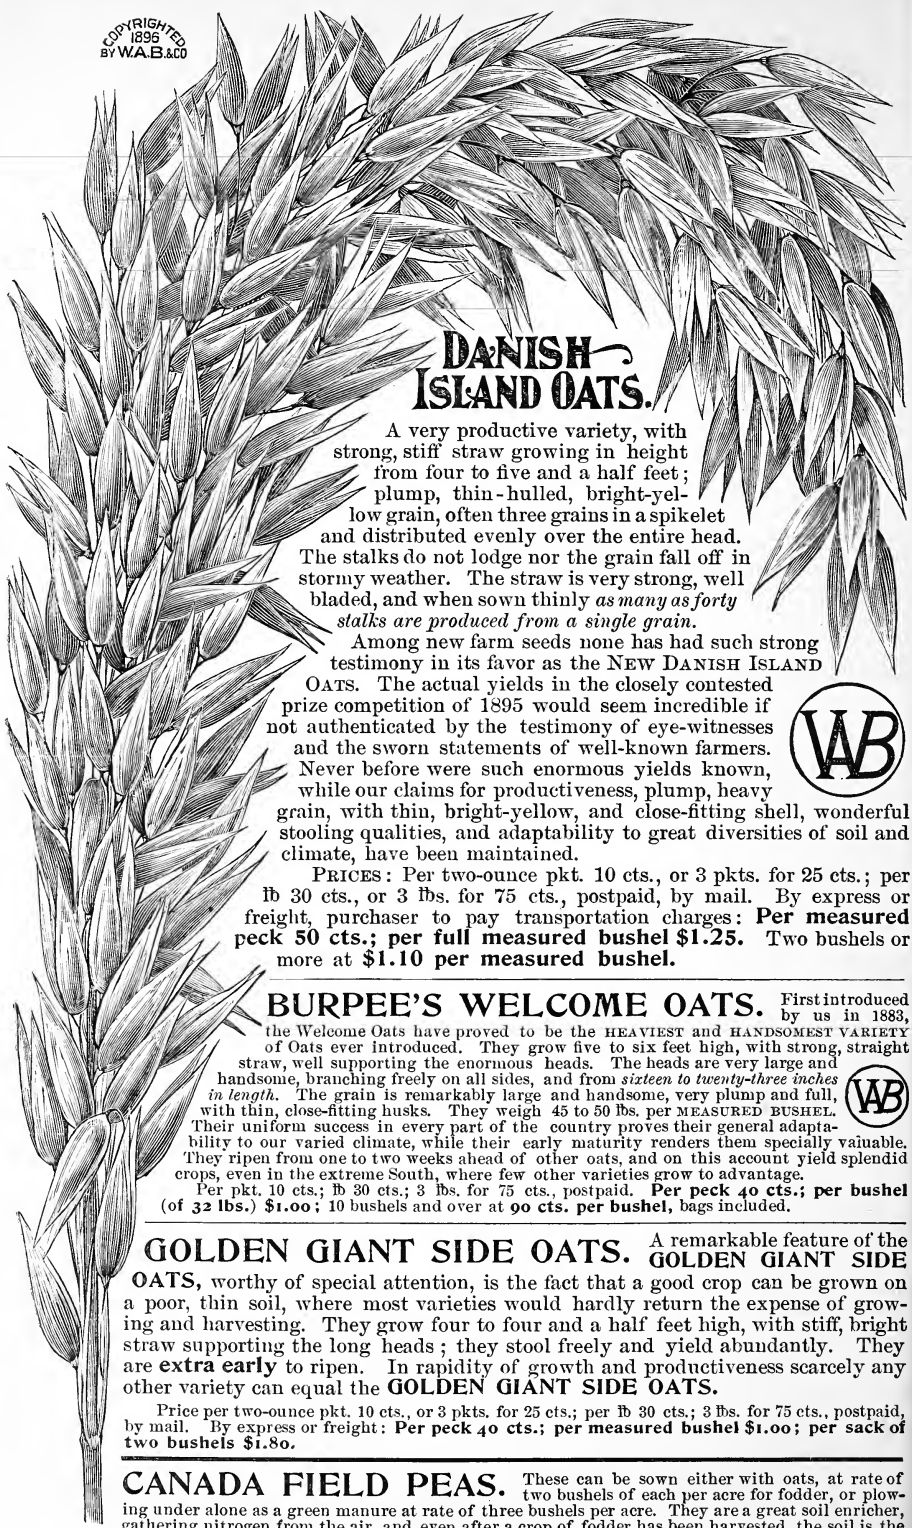 COPYRIGHTED
1896
BY W.A.B.&CO
DANISH
ISLAND OATS.
A very productive variety, with
strong, stiff straw growing in height
from four to five and a half feet;
plump, thin-hulled, bright-yel-
low grain, often three grains in a spikelet
and distributed evenly over the entire head.
The stalks do not lodge nor the grain fall off in
stormy weather. The straw is very strong, well
bladed, and when sown thinly as many as forty
stalks are produced from a single grain.
Among new farm seeds none has had such strong
testimony in its favor as the NEW DANISH ISLAND
OATS. The actual yields in the closely contested
prize competition of 1895 would seem incredible if
not authenticated by the testimony of eye-witnesses
and the sworn statements of well-known farmers.
Never before were such enormous yields known,
while our claims for productiveness, plump, heavy
WAB
grain, with thin, bright-yellow, and close-fitting shell, wonderful
stooling qualities, and adaptability to great diversities of soil and
climate, have been maintained.
PRICES: Per two-ounce pkt. 10 cts., or 3 pkts. for 25 cts.; per
lb 30 cts., or 3 lbs. for 75 cts., postpaid, by mail. By express or
freight, purchaser to pay transportation charges: Per measured
peck 50 cts.; per full measured bushel $1.25. Two bushels or
more at $1.10 per measured bushel.
BURPEE'S WELCOME OATS. First introduced
by us in 1883,
the Welcome Oats have proved to be the HEAVIEST and HANDSOMEST VARIETY
of Oats ever introduced. They grow five to six feet high, with strong, straight
straw, well supporting the enormous heads. The heads are very large and
handsome, branching freely on all sides, and from sixteen to twenty-three inches
in length. The grain is remarkably large and handsome, very plump and full,
WAB
with thin, close-fitting husks. They weigh 45 to 50 lbs. per MEASURED BUSHEL.
Their uniform success in every part of the country proves their general adapta-
bility to our varied climate, while their early maturity renders them specially valuable.
They ripen from one to two weeks ahead of other oats, and on this account yield splendid
crops, even in the extreme South, where few other varieties grow to advantage.
Per pkt. 10 cts.; lb 30 cts.; 3 lbs. for 75 cts., postpaid. Per peck 40 cts.; per bushel
(of 32 lbs.) $1.00; 10 bushels and over at 90 cts. per bushel, bags included.
GOLDEN GIANT SIDE OATS. A remarkable feature of the
GOLDEN GIANT SIDE
OATS, worthy of special attention, is the fact that a good crop can be grown on
a poor, thin soil, where most varieties would hardly return the expense of grow-
ing and harvesting. They grow four to four and a half feet high, with stiff, bright
straw supporting the long heads; they stool freely and yield abundantly. They
are extra early to ripen. In rapidity of growth and productiveness scarcely any
other variety can equal the GOLDEN GIANT SIDE OATS.
Price per two-ounce pkt. 10 cts., or 3 pkts. for 25 cts.; per lb 30 cts.; 3 lbs. for 75 cts., postpaid,
by mail. By express or freight: Per peck 40 cts.; per measured bushel $1.00; per sack of
two bushels $1.80.
CANADA FIELD PEAS. These can be sown either with oats, at rate of
two bushels of each per acre for fodder, or plow-
ing under alone as a green manure at rate of three bushels per acre. They are a great soil enricher,
gathering nitrogen from the air, and even after a crop of fodder has been harvested, the soil is the